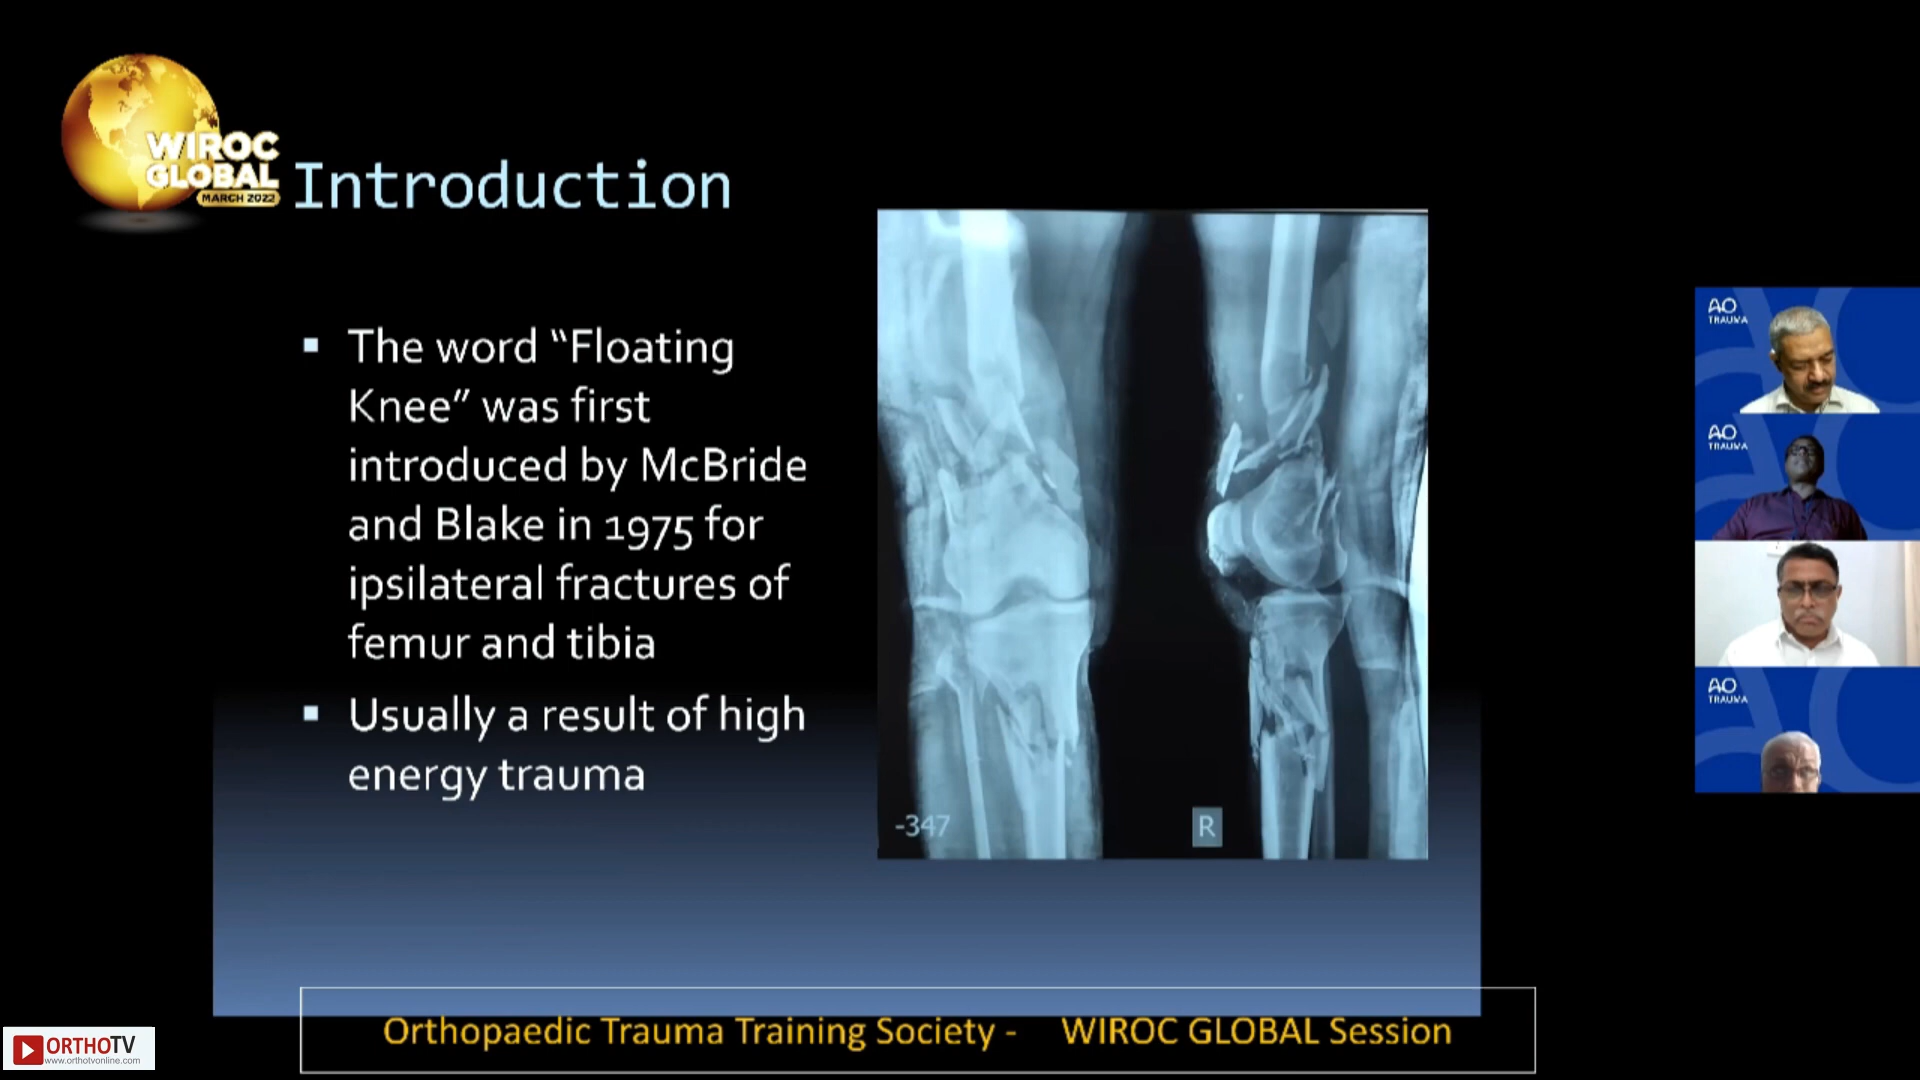 WIROC
GLOBAL
MARCH 2022
Introduction
▪ The word “Floating
Knee” was first
introduced by McBride
and Blake in 1975 for
ipsilateral fractures of
femur and tibia
▪ Usually a result of high
energy trauma
-347
R
AO
TRAUMA
AO
TRAUMA
AO
TRAUMA
Orthopaedic Trauma Training Society - WIROC GLOBAL Session
ORTHOTV
www.orthotvonline.com